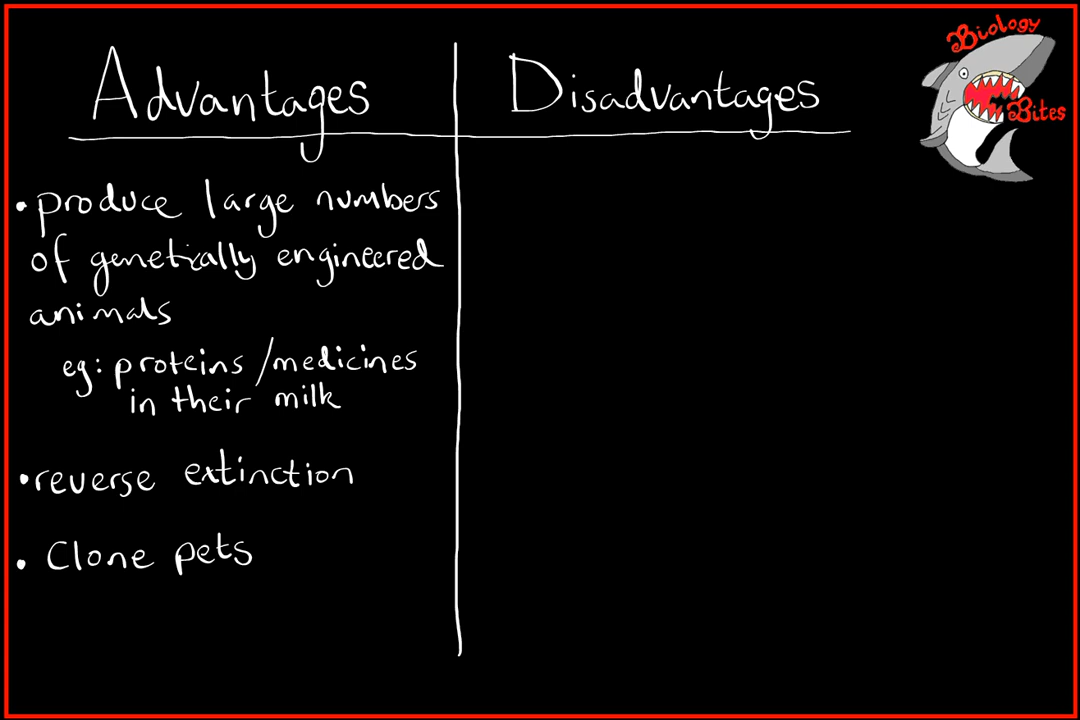 Advantages
Disadvantages
Biology
Bites
• produce large numbers
of genetically engineered
animals
eg: proteins/medicines
in their milk
• reverse extinction
• Clone pets